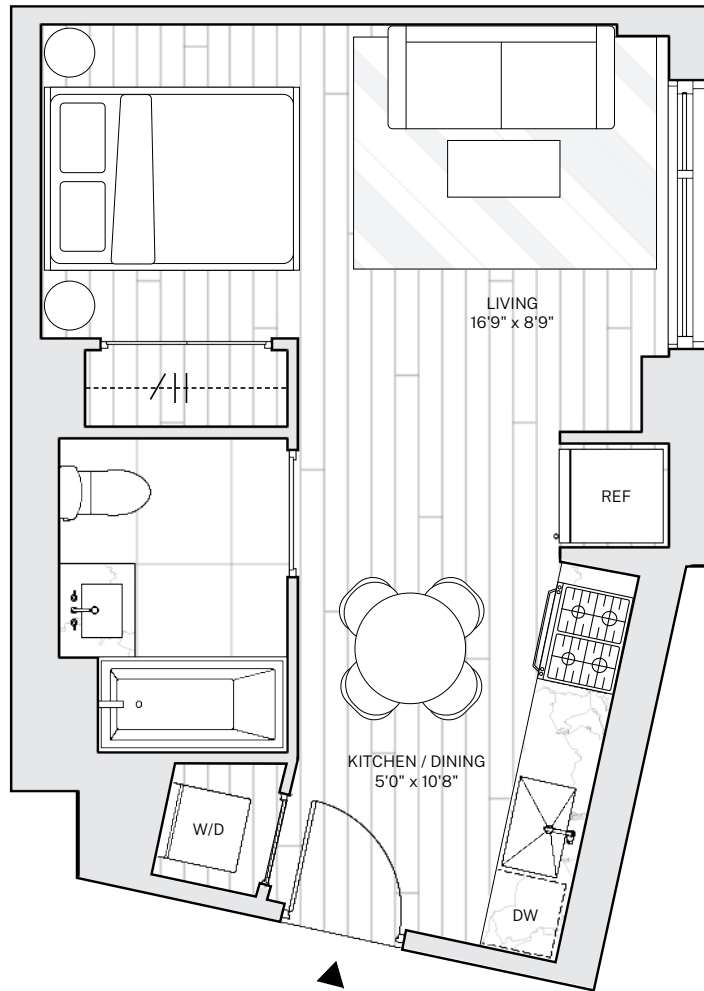 LIVING
16'9" x 8'9"
REF
KITCHEN / DINING
5'0" x 10'8"
W/D
DW